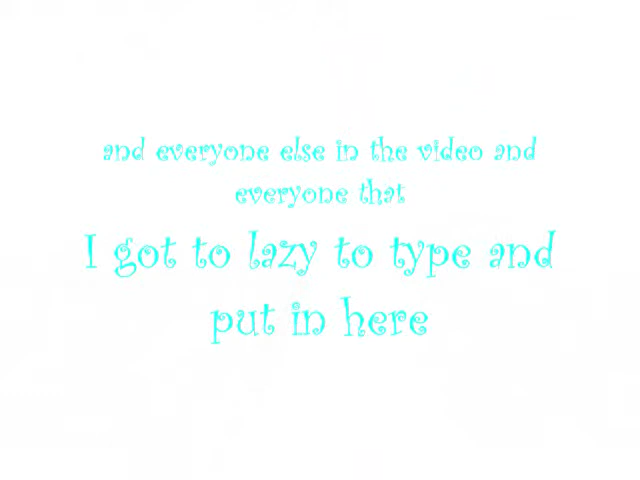 and everyone else in the video and
everyone that
I got to lazy to type and
put in here